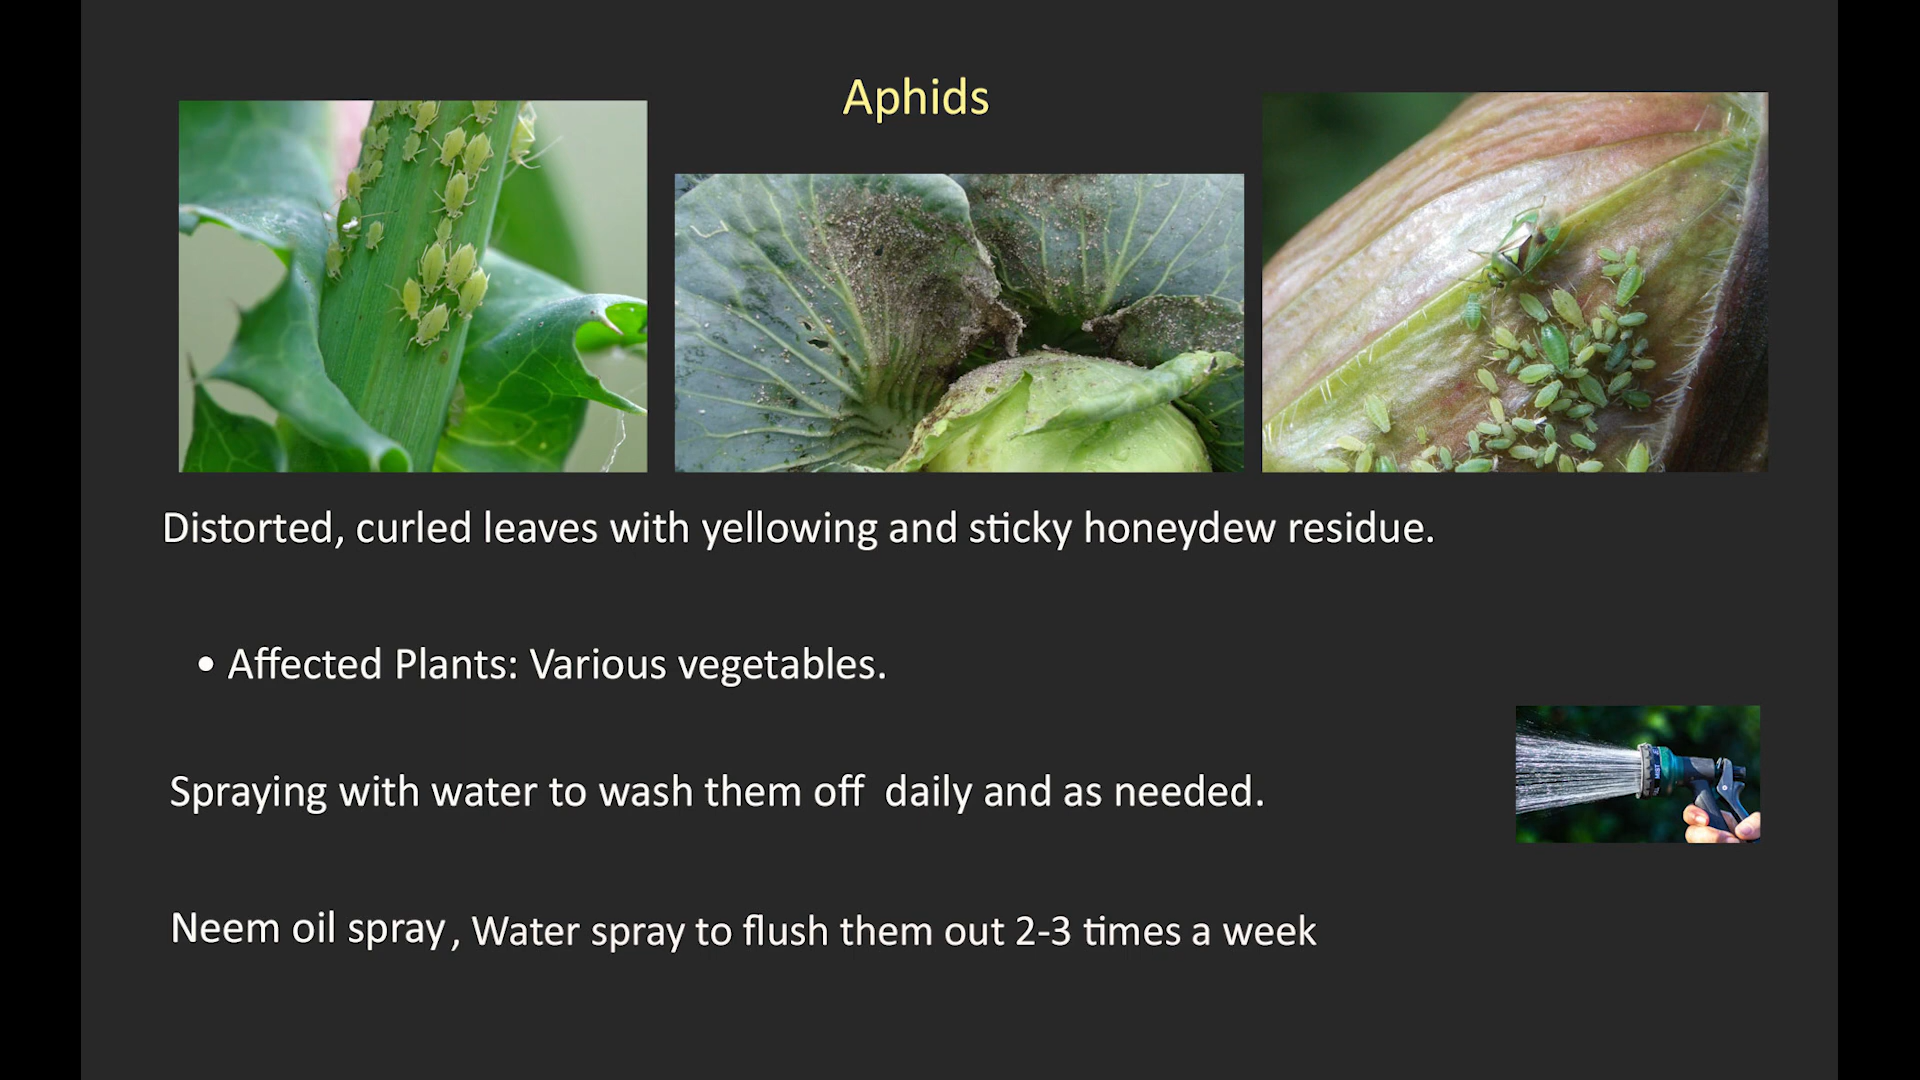 Aphids
Distorted, curled leaves with yellowing and sticky honeydew residue.
• Affected Plants: Various vegetables.
Spraying with water to wash them off  daily and as needed.
Neem oil spray, Water spray to flush them out 2-3 times a week